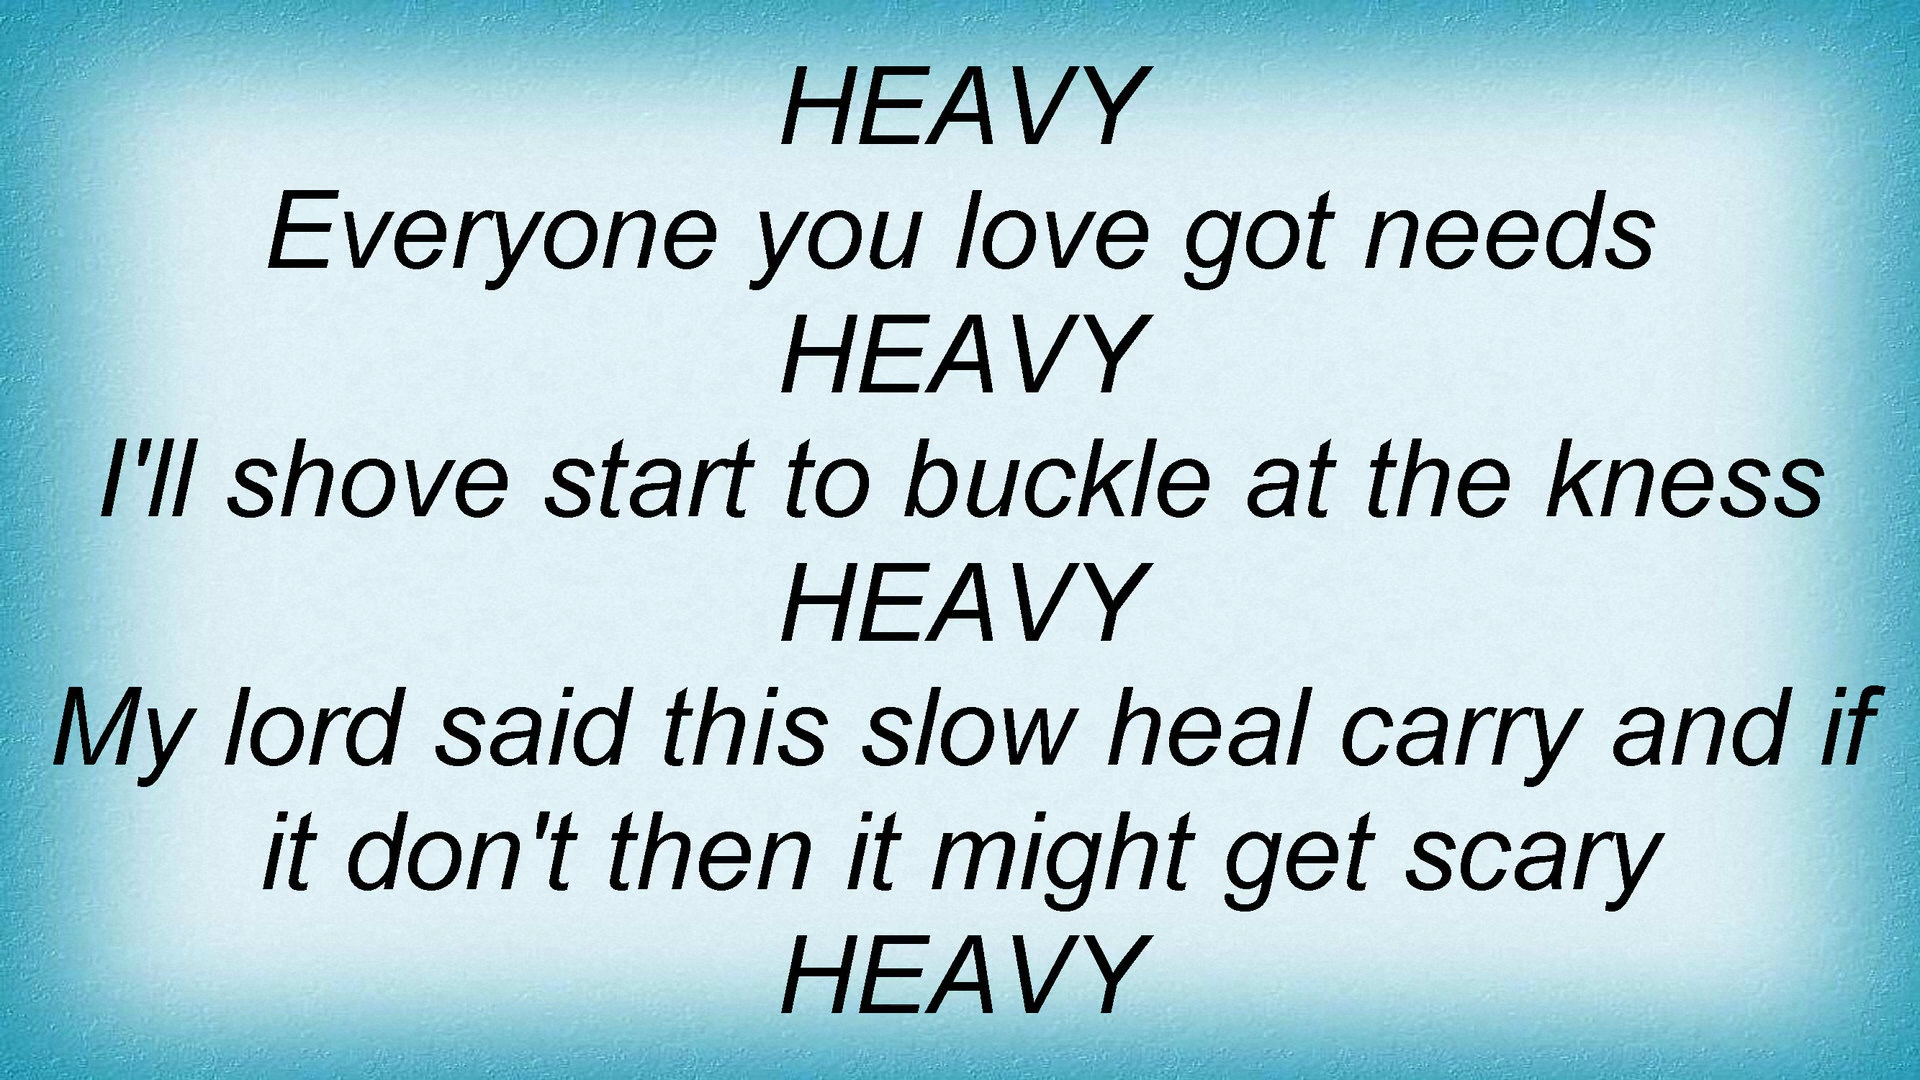 HEAVY
Everyone you love got needs
HEAVY
I'll shove start to buckle at the kness
HEAVY
My lord said this slow heal carry and if
it don't then it might get scary
HEAVY